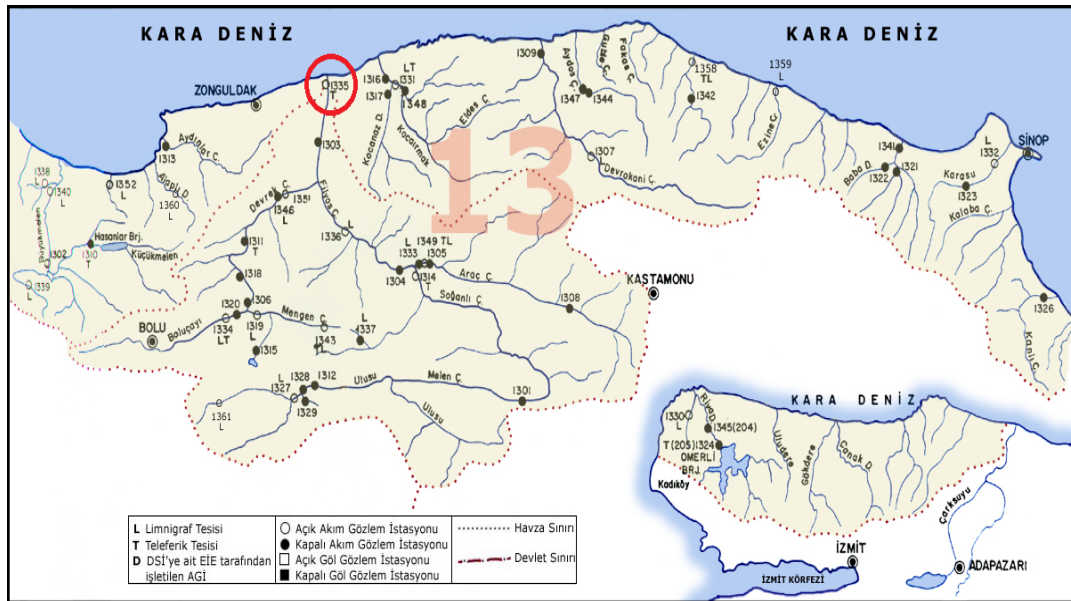 KARA DENİZ
KARA DENİZ
ZONGULDAK
1335
T
1316
LT
1331
1317
1348
1309
Aydos Ç.
Guble Ç.
Fakas Ç.
1347
1344
1358
TL
1342
1359
L
Ezine Ç.
SİNOP
1313
Aydınlar Ç.
1303
Kocanaz D.
Kocaırmak
Eldes Ç.
13
1307
L
Devrekani Ç.
1341
1321
1322
Baba D.
L
1332
Karasu
1323
Kalaba Ç.
1338
L
1340
1352
L
Alaplı D.
1360
L
Devrek Ç.
1346
L
1351
Filyos Ç.
Büyükmelen
1302
1310
T
Hasanlar Brj.
Küçükmelen
1311
T
L
1336
L
1333
1349 TL
1305
1304
1314
T
Araç Ç.
Soğanlı Ç.
KASTAMONU
1339
L
1318
1308
1326
Kanlı Ç.
BOLU
Boluçayı
1320
1306
1334
LT
1319
L
Mengen Ç.
1343
L
1337
1315
1328
1312
L
1327
1329
Ulusu
Melen Ç.
1301
1361
L
Ulusu
KARA DENİZ
1330
L
Riva D.
1345(204)
T(205)1324
ÖMERLİ
BRJ.
Uludere
Gökdere
Çanak D.
Kadıköy
Çarksuyu
İZMİT
ADAPAZARI
İZMİT KÖRFEZİ
L Limnigraf Tesisi
T Teleferik Tesisi
D DSİ'ye ait EİE tarafından
işletilen AGİ
Açık Akım Gözlem İstasyonu
Kapalı Akım Gözlem İstasyonu
Açık Göl Gözlem İstasyonu
Kapalı Göl Gözlem İstasyonu
Havza Sınırı
Devlet Sınırı